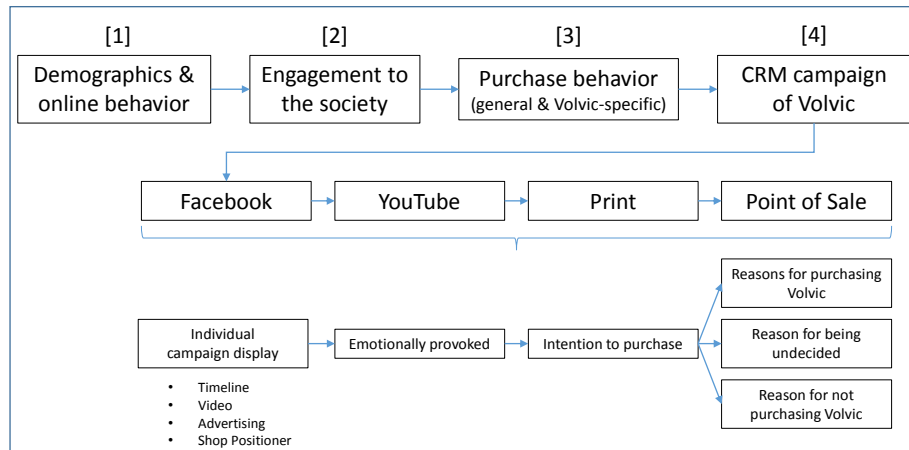 [1] [2] [3] [4]
Demographics &
online behavior
Engagement to
the society
Purchase behavior
(general & Volvic-specific)
CRM campaign
of Volvic
Facebook
YouTube
Print
Point of Sale
Individual
campaign display
• Timeline
• Video
• Advertising
• Shop Positioner
Emotionally provoked
Intention to purchase
Reasons for purchasing
Volvic
Reason for being
undecided
Reason for not
purchasing Volvic